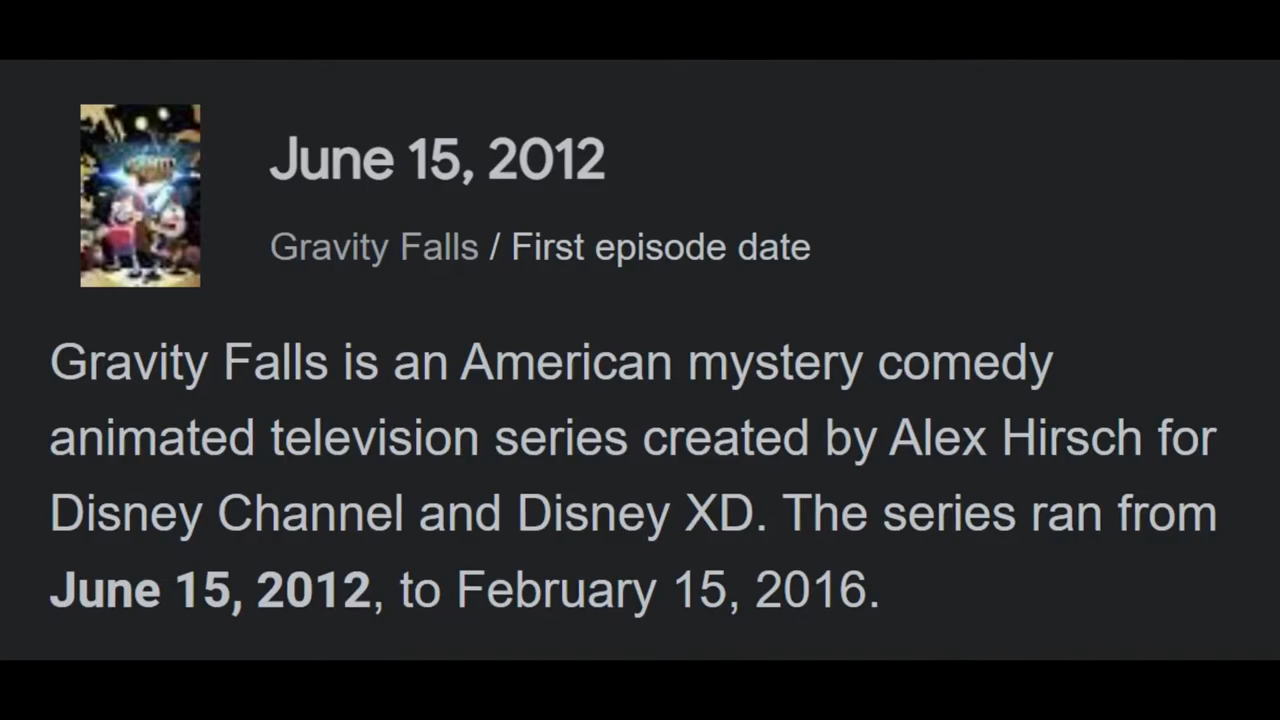 June 15, 2012
Gravity Falls / First episode date
Gravity Falls is an American mystery comedy
animated television series created by Alex Hirsch for
Disney Channel and Disney XD. The series ran from
June 15, 2012, to February 15, 2016.